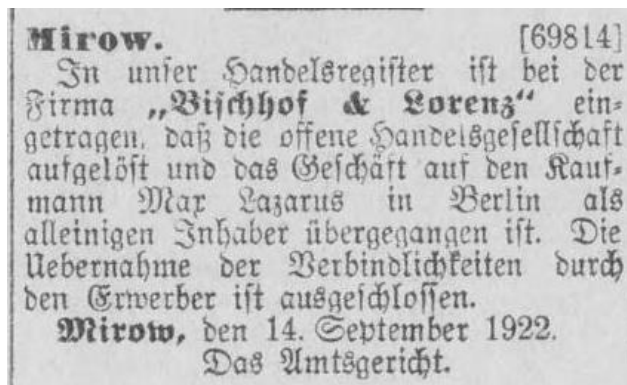 Mirow. [69814]
In unser Handelsregister ist bei der
Firma „Bischhof & Lorenz“ ein-
getragen, daß die offene Handelsgesellschaft
aufgelöst und das Geschäft auf den Kauf-
mann Max Lazarus in Berlin als
alleinigen Inhaber übergegangen ist. Die
Uebernahme der Verbindlichkeiten durch
den Erwerber ist ausgeschlossen.
Mirow, den 14. September 1922.
Das Amtsgericht.